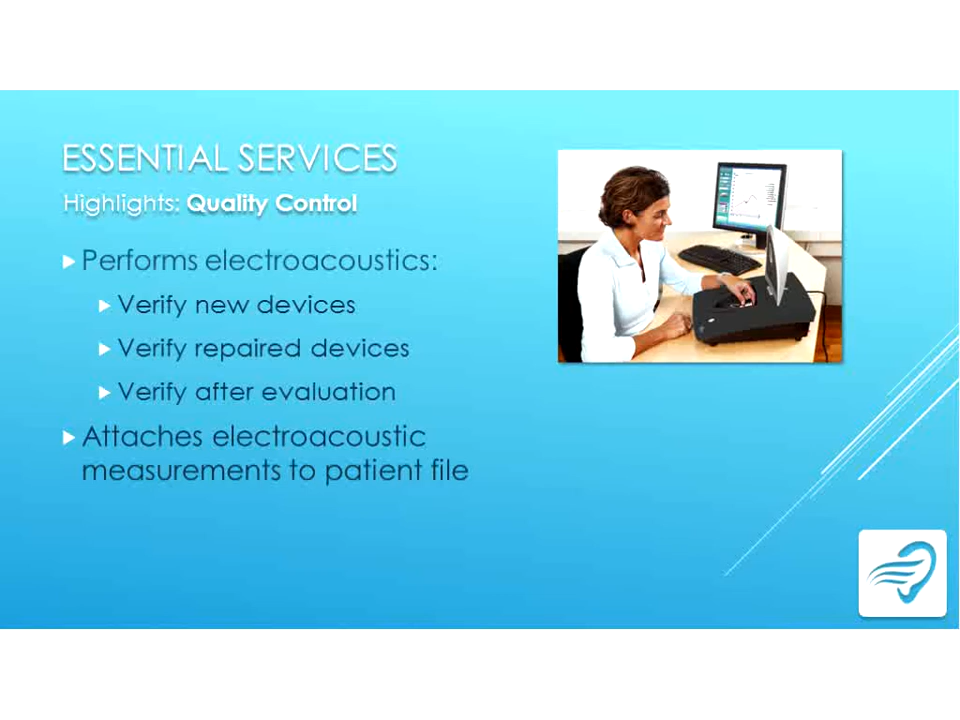 ESSENTIAL SERVICES
Highlights: Quality Control
Performs electroacoustics:
Verify new devices
Verify repaired devices
Verify after evaluation
Attaches electroacoustic
measurements to patient file